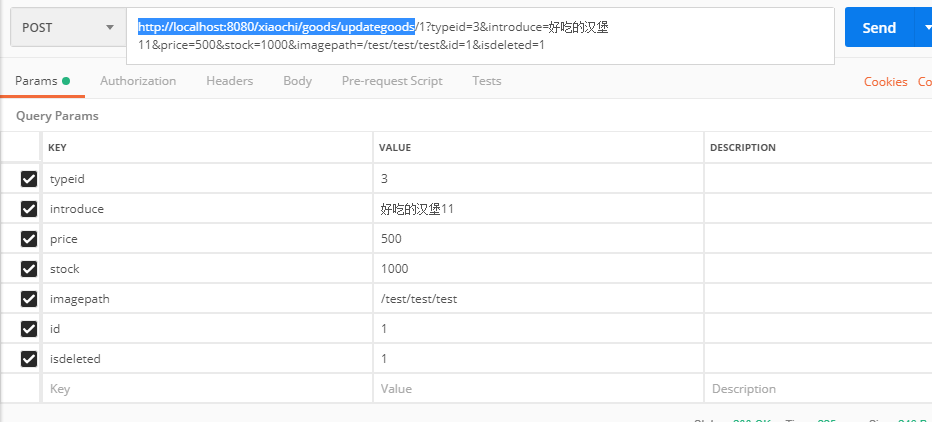 POST
http://localhost:8080/xiaochi/goods/updategoods/1?typeid=3&introduce=好吃的汉堡
11&price=500&stock=1000&imagepath=/test/test/test&id=1&isdeleted=1
Send
Params Authorization Headers Body Pre-request Script Tests Cookies Co
Query Params
KEY VALUE DESCRIPTION
typeid 3
introduce 好吃的汉堡11
price 500
stock 1000
imagepath /test/test/test
id 1
isdeleted 1
Key Value Description